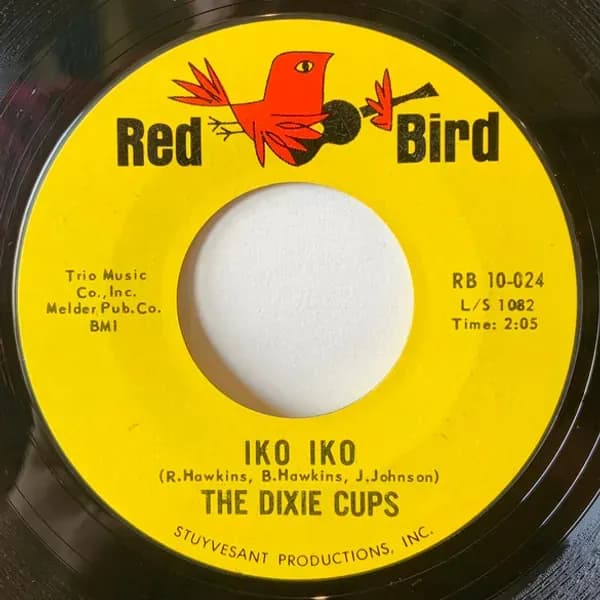 Red Bird
Trio Music
Co., Inc.
Melder Pub. Co.
BMI
RB 10-024
L/S 1082
Time: 2:05
IKO IKO
(R. Hawkins, B. Hawkins, J. Johnson)
THE DIXIE CUPS
STUYVESANT PRODUCTIONS, INC.